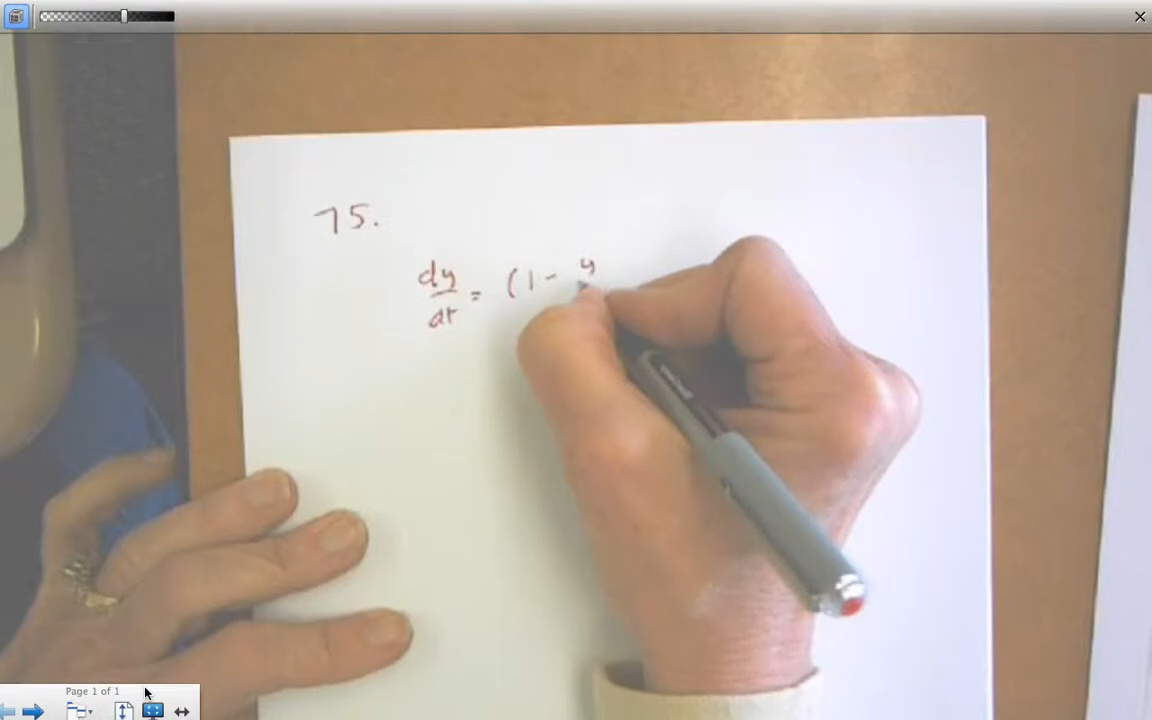 75.
dy
dt = (1 - y
Page 1 of 1